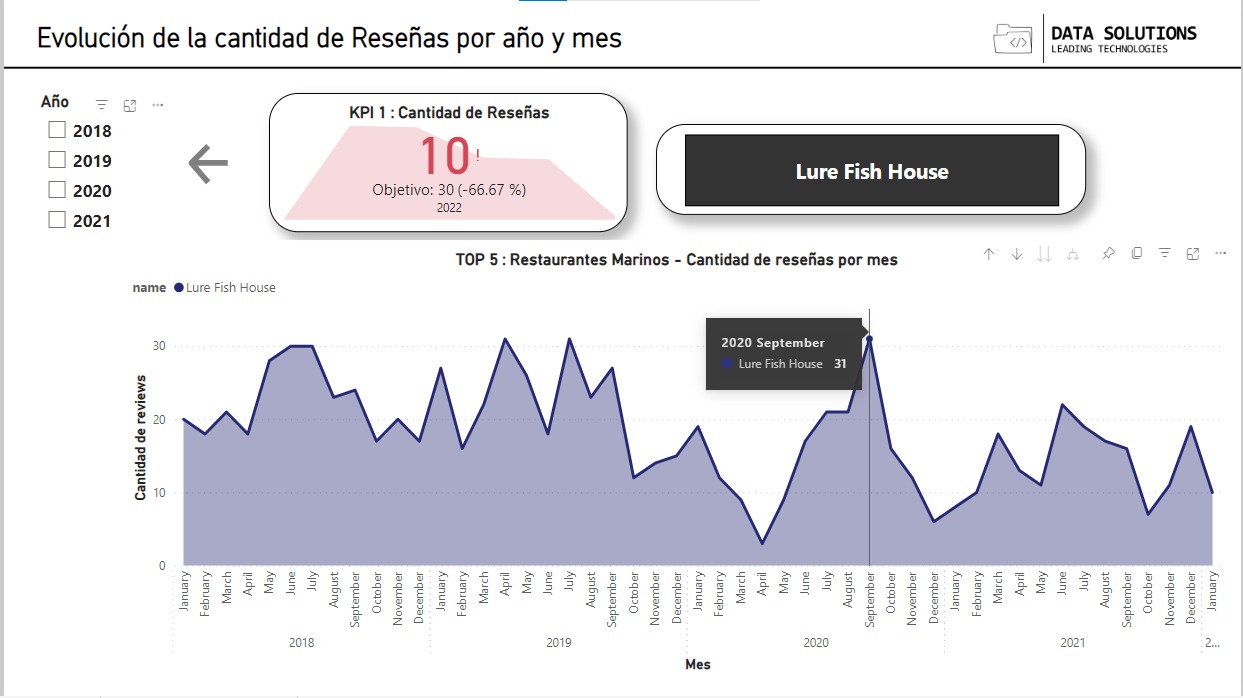 Evolución de la cantidad de Reseñas por año y mes
DATA SOLUTIONS
LEADING TECHNOLOGIES
Año
2018
2019
2020
2021
KPI 1 : Cantidad de Reseñas
10!
Objetivo: 30 (-66.67 %)
2022
Lure Fish House
TOP 5 : Restaurantes Marinos - Cantidad de reseñas por mes
name Lure Fish House
2020 September
Lure Fish House 31
Cantidad de reviews
30
20
10
0
January February March April May June July August September October November December January February March April May June July August September October November December January February March April May June July August September October November December January February March April May June July August September October November December January
2018 2019 2020 2021 2...
Mes